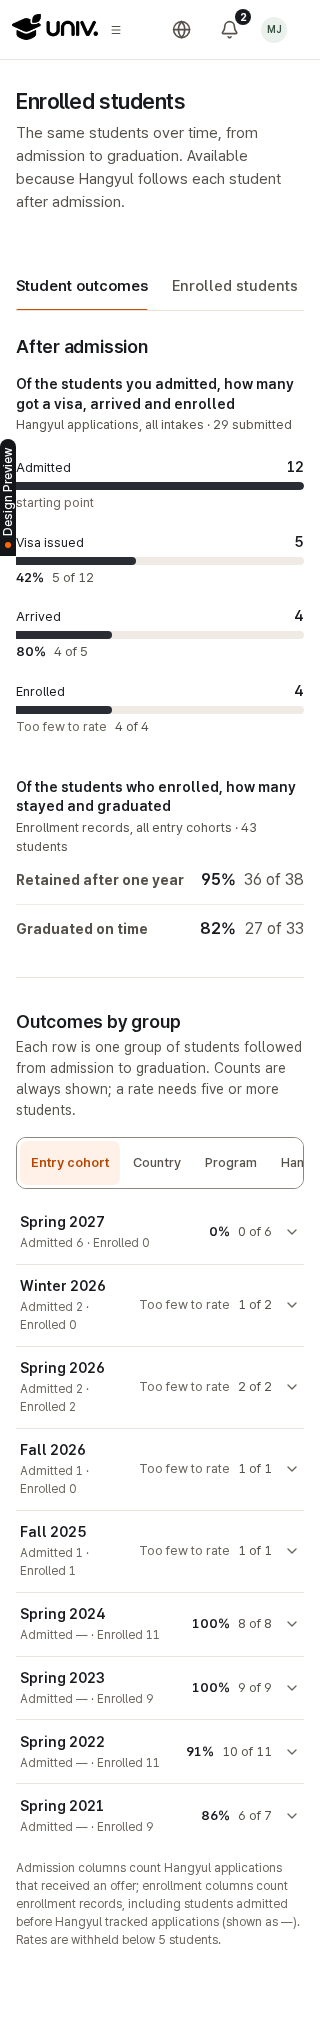 UNIV.
2
MJ
Enrolled students
The same students over time, from
admission to graduation. Available
because Hangyul follows each student
after admission.
Student outcomes
Enrolled students
After admission
Of the students you admitted, how many
got a visa, arrived and enrolled
Hangyul applications, all intakes · 29 submitted
Design Preview
Admitted 12
starting point
Visa issued 5
42% 5 of 12
Arrived 4
80% 4 of 5
Enrolled 4
Too few to rate 4 of 4
Of the students who enrolled, how many
stayed and graduated
Enrollment records, all entry cohorts · 43
students
Retained after one year 95% 36 of 38
Graduated on time 82% 27 of 33
Outcomes by group
Each row is one group of students followed
from admission to graduation. Counts are
always shown; a rate needs five or more
students.
Entry cohort Country Program Han
Spring 2027
Admitted 6 · Enrolled 0
0% 0 of 6
Winter 2026
Admitted 2 ·
Enrolled 0
Too few to rate 1 of 2
Spring 2026
Admitted 2 ·
Enrolled 2
Too few to rate 2 of 2
Fall 2026
Admitted 1 ·
Enrolled 0
Too few to rate 1 of 1
Fall 2025
Admitted 1 ·
Enrolled 1
Too few to rate 1 of 1
Spring 2024
Admitted — · Enrolled 11
100% 8 of 8
Spring 2023
Admitted — · Enrolled 9
100% 9 of 9
Spring 2022
Admitted — · Enrolled 11
91% 10 of 11
Spring 2021
Admitted — · Enrolled 9
86% 6 of 7
Admission columns count Hangyul applications
that received an offer; enrollment columns count
enrollment records, including students admitted
before Hangyul tracked applications (shown as —).
Rates are withheld below 5 students.